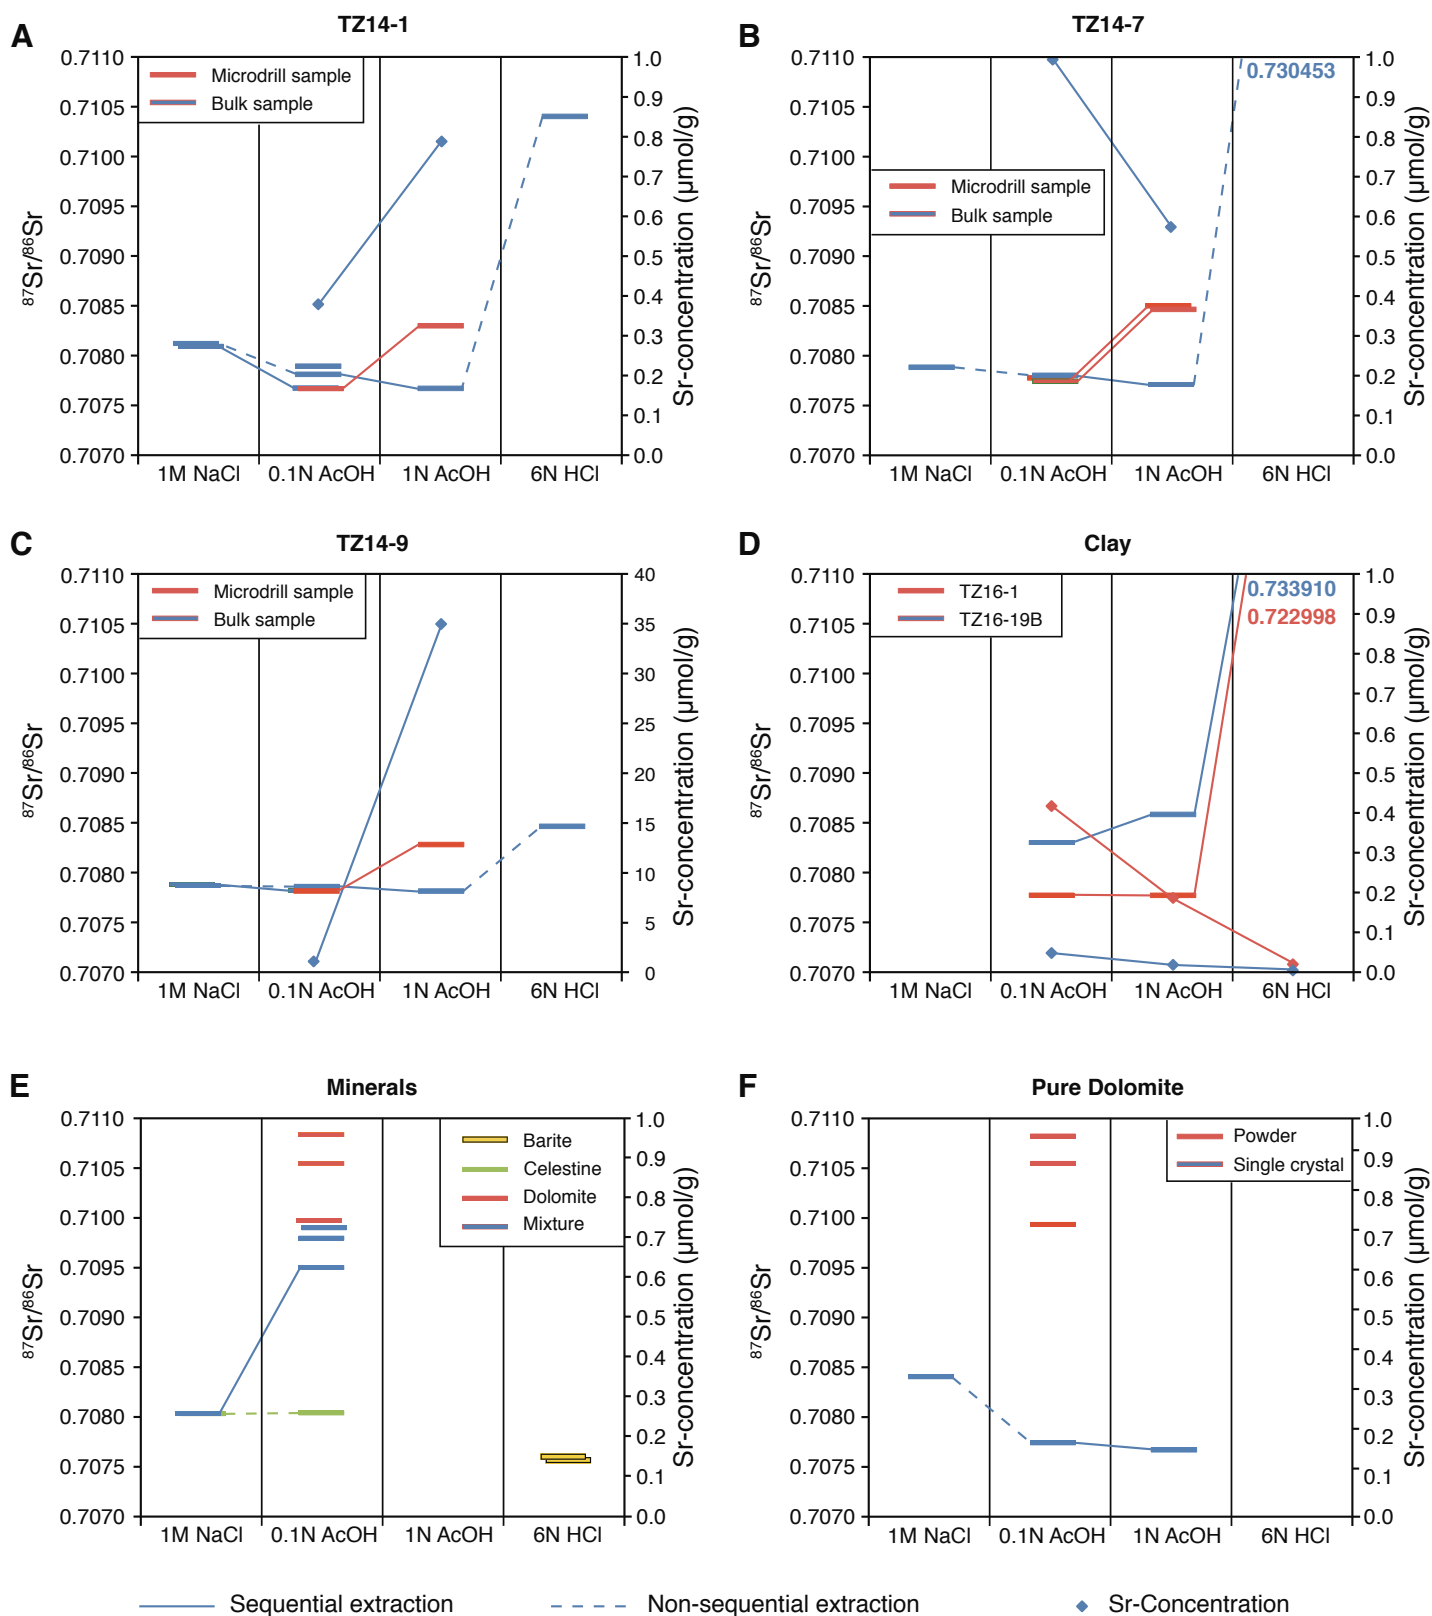 A
TZ14-1
0.7110
0.7105
0.7100
0.7095
0.7090
0.7085
0.7080
0.7075
0.7070
87Sr/86Sr
Microdrill sample
Bulk sample
1.0
0.9
0.8
0.7
0.6
0.5
0.4
0.3
0.2
0.1
0.0
Sr-concentration (µmol/g)
1M NaCl
0.1N AcOH
1N AcOH
6N HCl
B
TZ14-7
0.7110
0.7105
0.7100
0.7095
0.7090
0.7085
0.7080
0.7075
0.7070
87Sr/86Sr
0.730453
Microdrill sample
Bulk sample
1.0
0.9
0.8
0.7
0.6
0.5
0.4
0.3
0.2
0.1
0.0
Sr-concentration (µmol/g)
1M NaCl
0.1N AcOH
1N AcOH
6N HCl
C
TZ14-9
0.7110
0.7105
0.7100
0.7095
0.7090
0.7085
0.7080
0.7075
0.7070
87Sr/86Sr
Microdrill sample
Bulk sample
40
35
30
25
20
15
10
5
0
Sr-concentration (µmol/g)
1M NaCl
0.1N AcOH
1N AcOH
6N HCl
D
Clay
0.7110
0.7105
0.7100
0.7095
0.7090
0.7085
0.7080
0.7075
0.7070
87Sr/86Sr
TZ16-1
TZ16-19B
0.733910
0.722998
1.0
0.9
0.8
0.7
0.6
0.5
0.4
0.3
0.2
0.1
0.0
Sr-concentration (µmol/g)
1M NaCl
0.1N AcOH
1N AcOH
6N HCl
E
Minerals
0.7110
0.7105
0.7100
0.7095
0.7090
0.7085
0.7080
0.7075
0.7070
87Sr/86Sr
Barite
Celestine
Dolomite
Mixture
1.0
0.9
0.8
0.7
0.6
0.5
0.4
0.3
0.2
0.1
0.0
Sr-concentration (µmol/g)
1M NaCl
0.1N AcOH
1N AcOH
6N HCl
F
Pure Dolomite
0.7110
0.7105
0.7100
0.7095
0.7090
0.7085
0.7080
0.7075
0.7070
87Sr/86Sr
Powder
Single crystal
1.0
0.9
0.8
0.7
0.6
0.5
0.4
0.3
0.2
0.1
0.0
Sr-concentration (µmol/g)
1M NaCl
0.1N AcOH
1N AcOH
6N HCl
Sequential extraction
Non-sequential extraction
Sr-Concentration